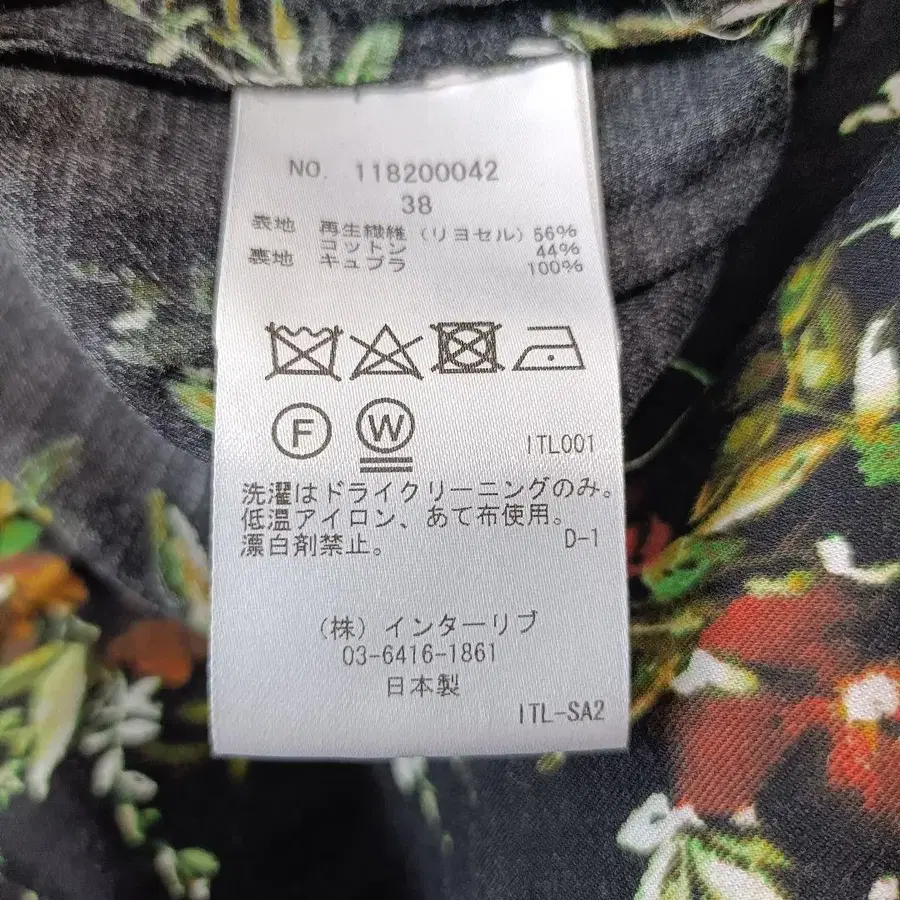 NO. 118200042
38
表地 再生繊維（リヨセル）56%
コットン 44%
裏地 キュプラ 100%
F
W
ITL001
洗濯はドライクリーニングのみ。
低温アイロン、あて布使用。
漂白剤禁止。 D-1
（株）インターリブ
03-6416-1861
日本製
ITL-SA2